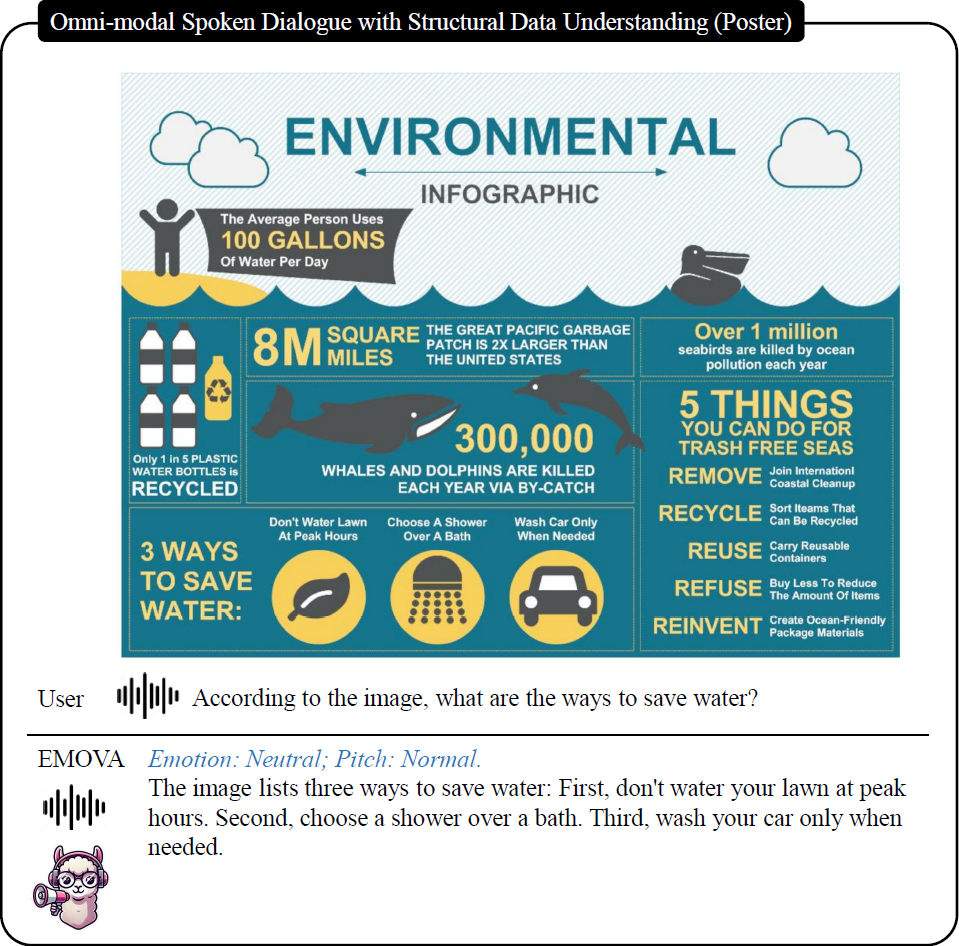 Omni-modal Spoken Dialogue with Structural Data Understanding (Poster)
ENVIRONMENTAL
INFOGRAPHIC
The Average Person Uses
100 GALLONS
Of Water Per Day
8M SQUARE MILES
THE GREAT PACIFIC GARBAGE
PATCH IS 2X LARGER THAN
THE UNITED STATES
Over 1 million
seabirds are killed by ocean
pollution each year
Only 1 in 5 PLASTIC
WATER BOTTLES is
RECYCLED
300,000
WHALES AND DOLPHINS ARE KILLED
EACH YEAR VIA BY-CATCH
5 THINGS
YOU CAN DO FOR
TRASH FREE SEAS
REMOVE Join Internationl
Coastal Cleanup
RECYCLE Sort Iteams That
Can Be Recycled
REUSE Carry Reusable
Containers
REFUSE Buy Less To Reduce
The Amount Of Items
REINVENT Create Ocean-Friendly
Package Materials
3 WAYS
TO SAVE
WATER:
Don't Water Lawn
At Peak Hours
Choose A Shower
Over A Bath
Wash Car Only
When Needed
User According to the image, what are the ways to save water?
EMOVA Emotion: Neutral; Pitch: Normal.
The image lists three ways to save water: First, don't water your lawn at peak
hours. Second, choose a shower over a bath. Third, wash your car only when
needed.